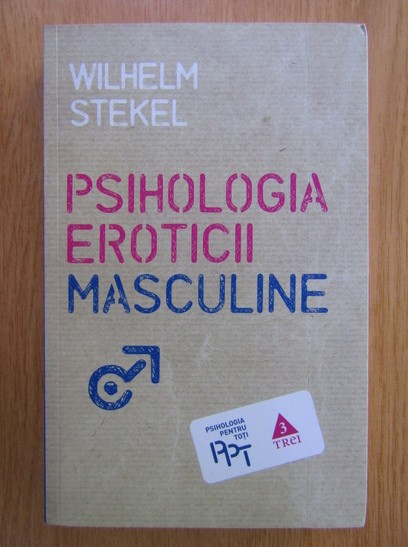 WILHELM
STEKEL
PSIHOLOGIA
EROTICII
MASCULINE
PSIHOLOGIA
PENTRU
TOȚI
PPT
3
TREI